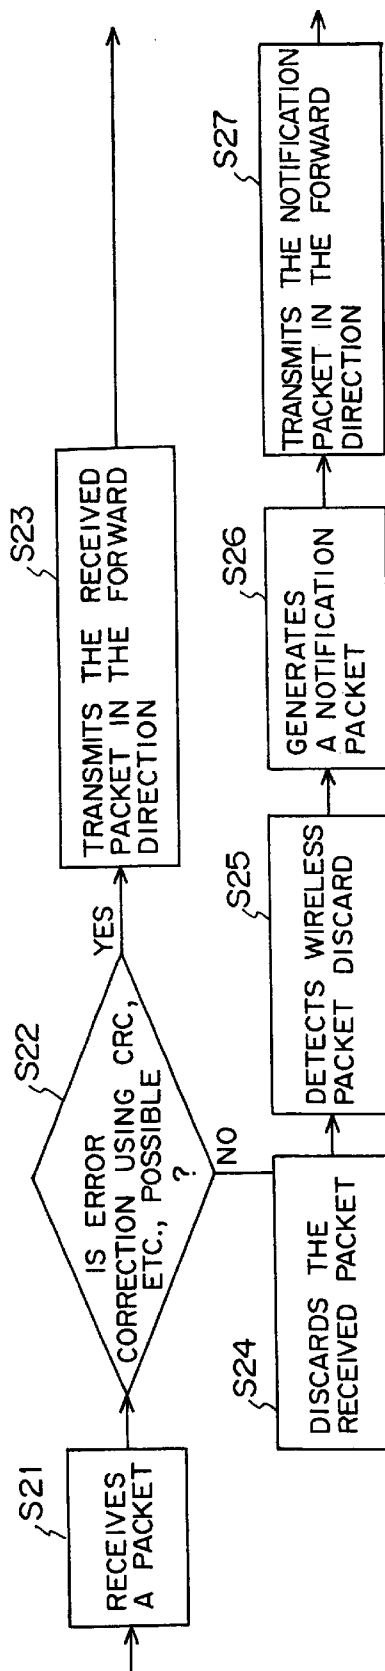 S21
RECEIVES
A PACKET
S22
IS ERROR
CORRECTION USING CRC,
ETC., POSSIBLE
?
YES
NO
S23
TRANSMITS THE RECEIVED
PACKET IN THE FORWARD
DIRECTION
S24
DISCARDS THE
RECEIVED PACKET
S25
DETECTS WIRELESS
PACKET DISCARD
S26
GENERATES
A NOTIFICATION
PACKET
S27
TRANSMITS THE NOTIFICATION
PACKET IN THE FORWARD
DIRECTION